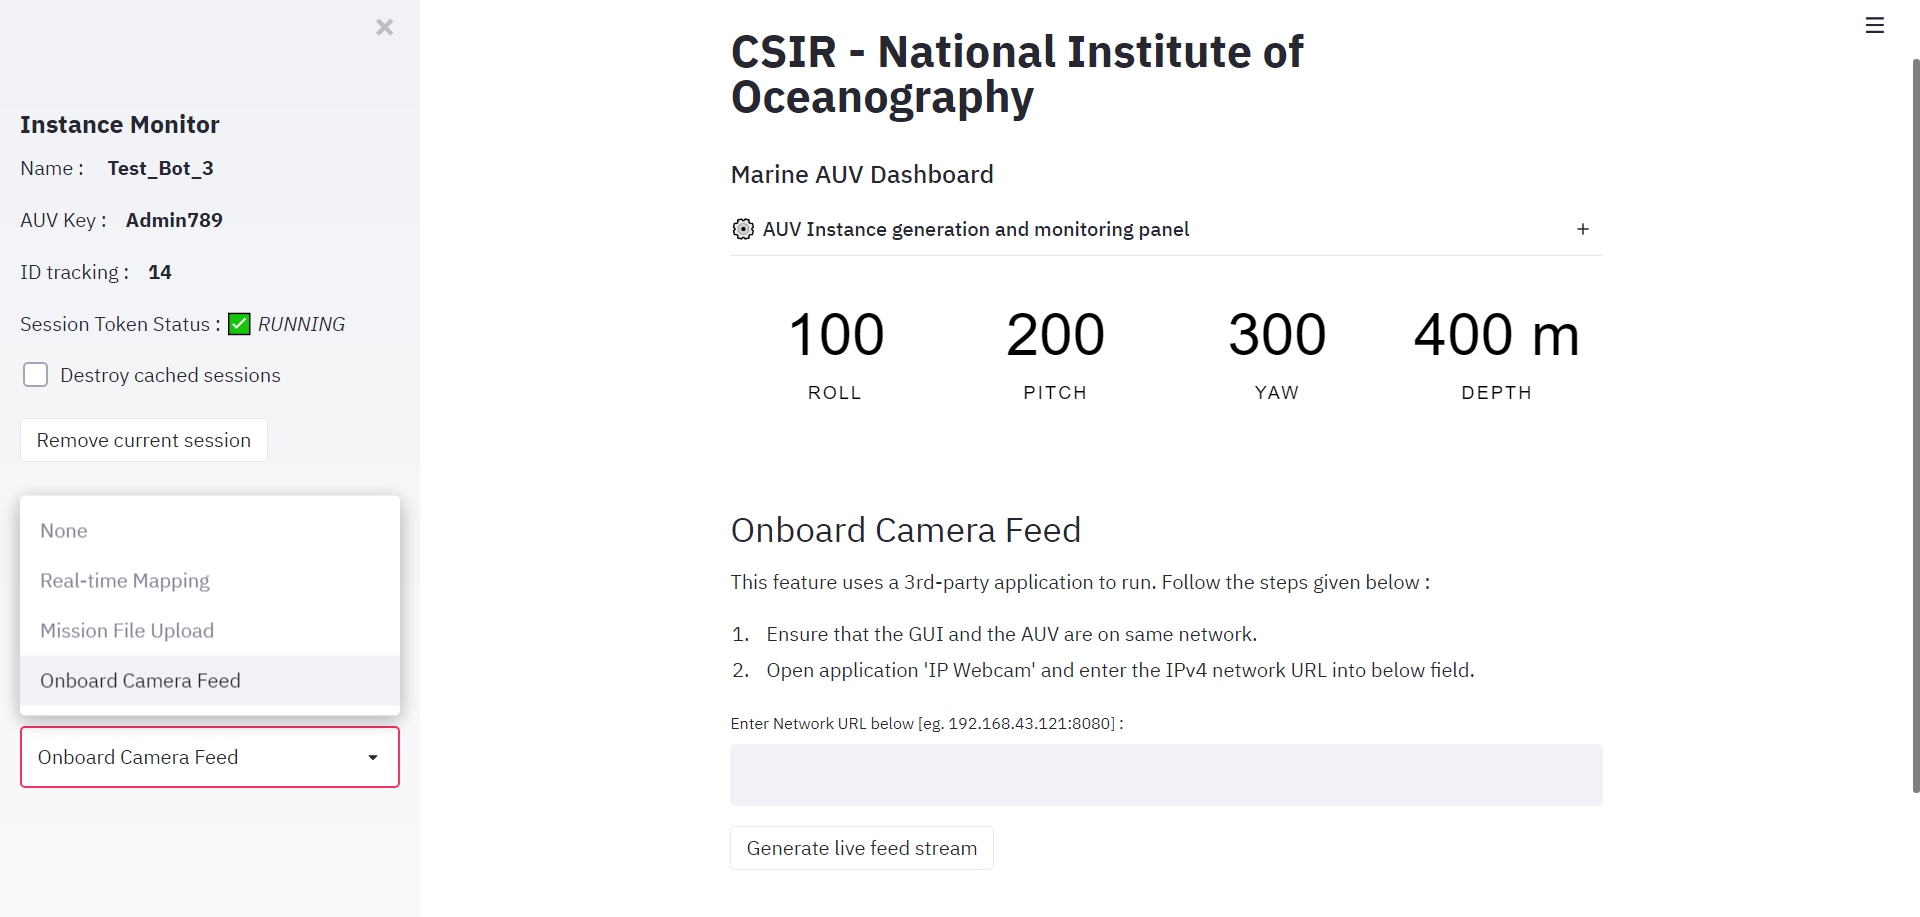 Instance Monitor
Name : Test_Bot_3
AUV Key : Admin789
ID tracking : 14
Session Token Status : ✅ RUNNING
Destroy cached sessions
Remove current session
None
Real-time Mapping
Mission File Upload
Onboard Camera Feed
Onboard Camera Feed
CSIR - National Institute of
Oceanography
Marine AUV Dashboard
AUV Instance generation and monitoring panel
100 200 300 400 m
ROLL PITCH YAW DEPTH
Onboard Camera Feed
This feature uses a 3rd-party application to run. Follow the steps given below :
1. Ensure that the GUI and the AUV are on same network.
2. Open application 'IP Webcam' and enter the IPv4 network URL into below field.
Enter Network URL below [eg. 192.168.43.121:8080] :
Generate live feed stream